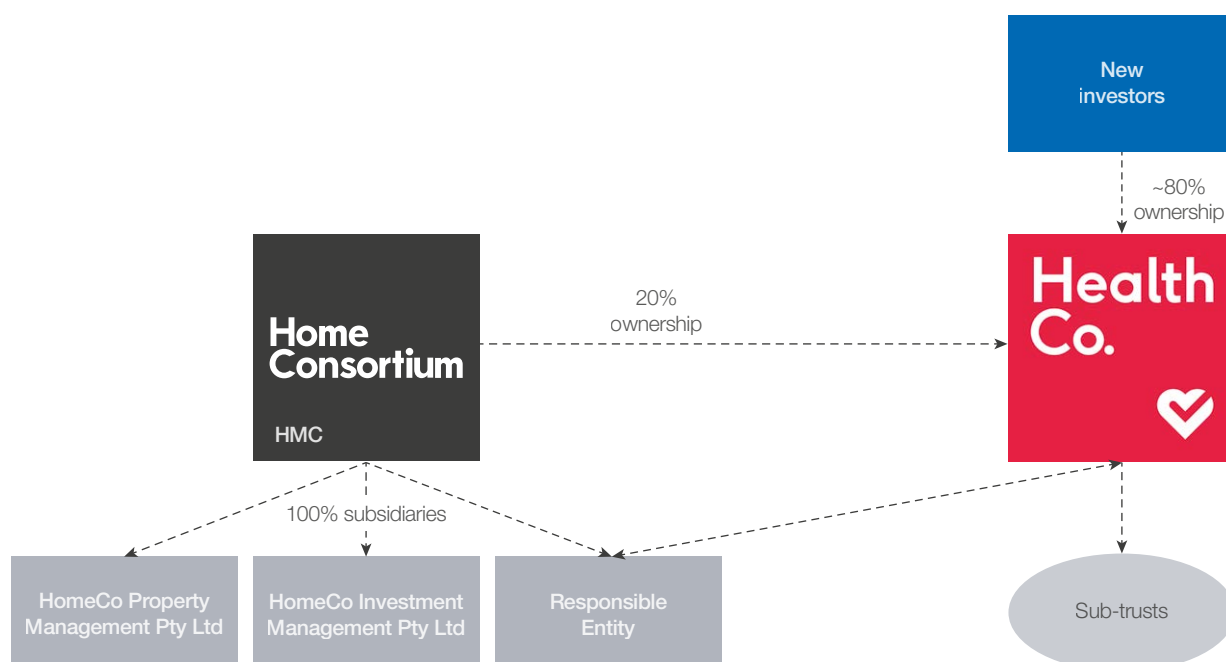 New
investors
~80%
ownership
Home
Consortium
HMC
20%
ownership
Health
Co.
100% subsidiaries
HomeCo Property
Management Pty Ltd
HomeCo Investment
Management Pty Ltd
Responsible
Entity
Sub-trusts